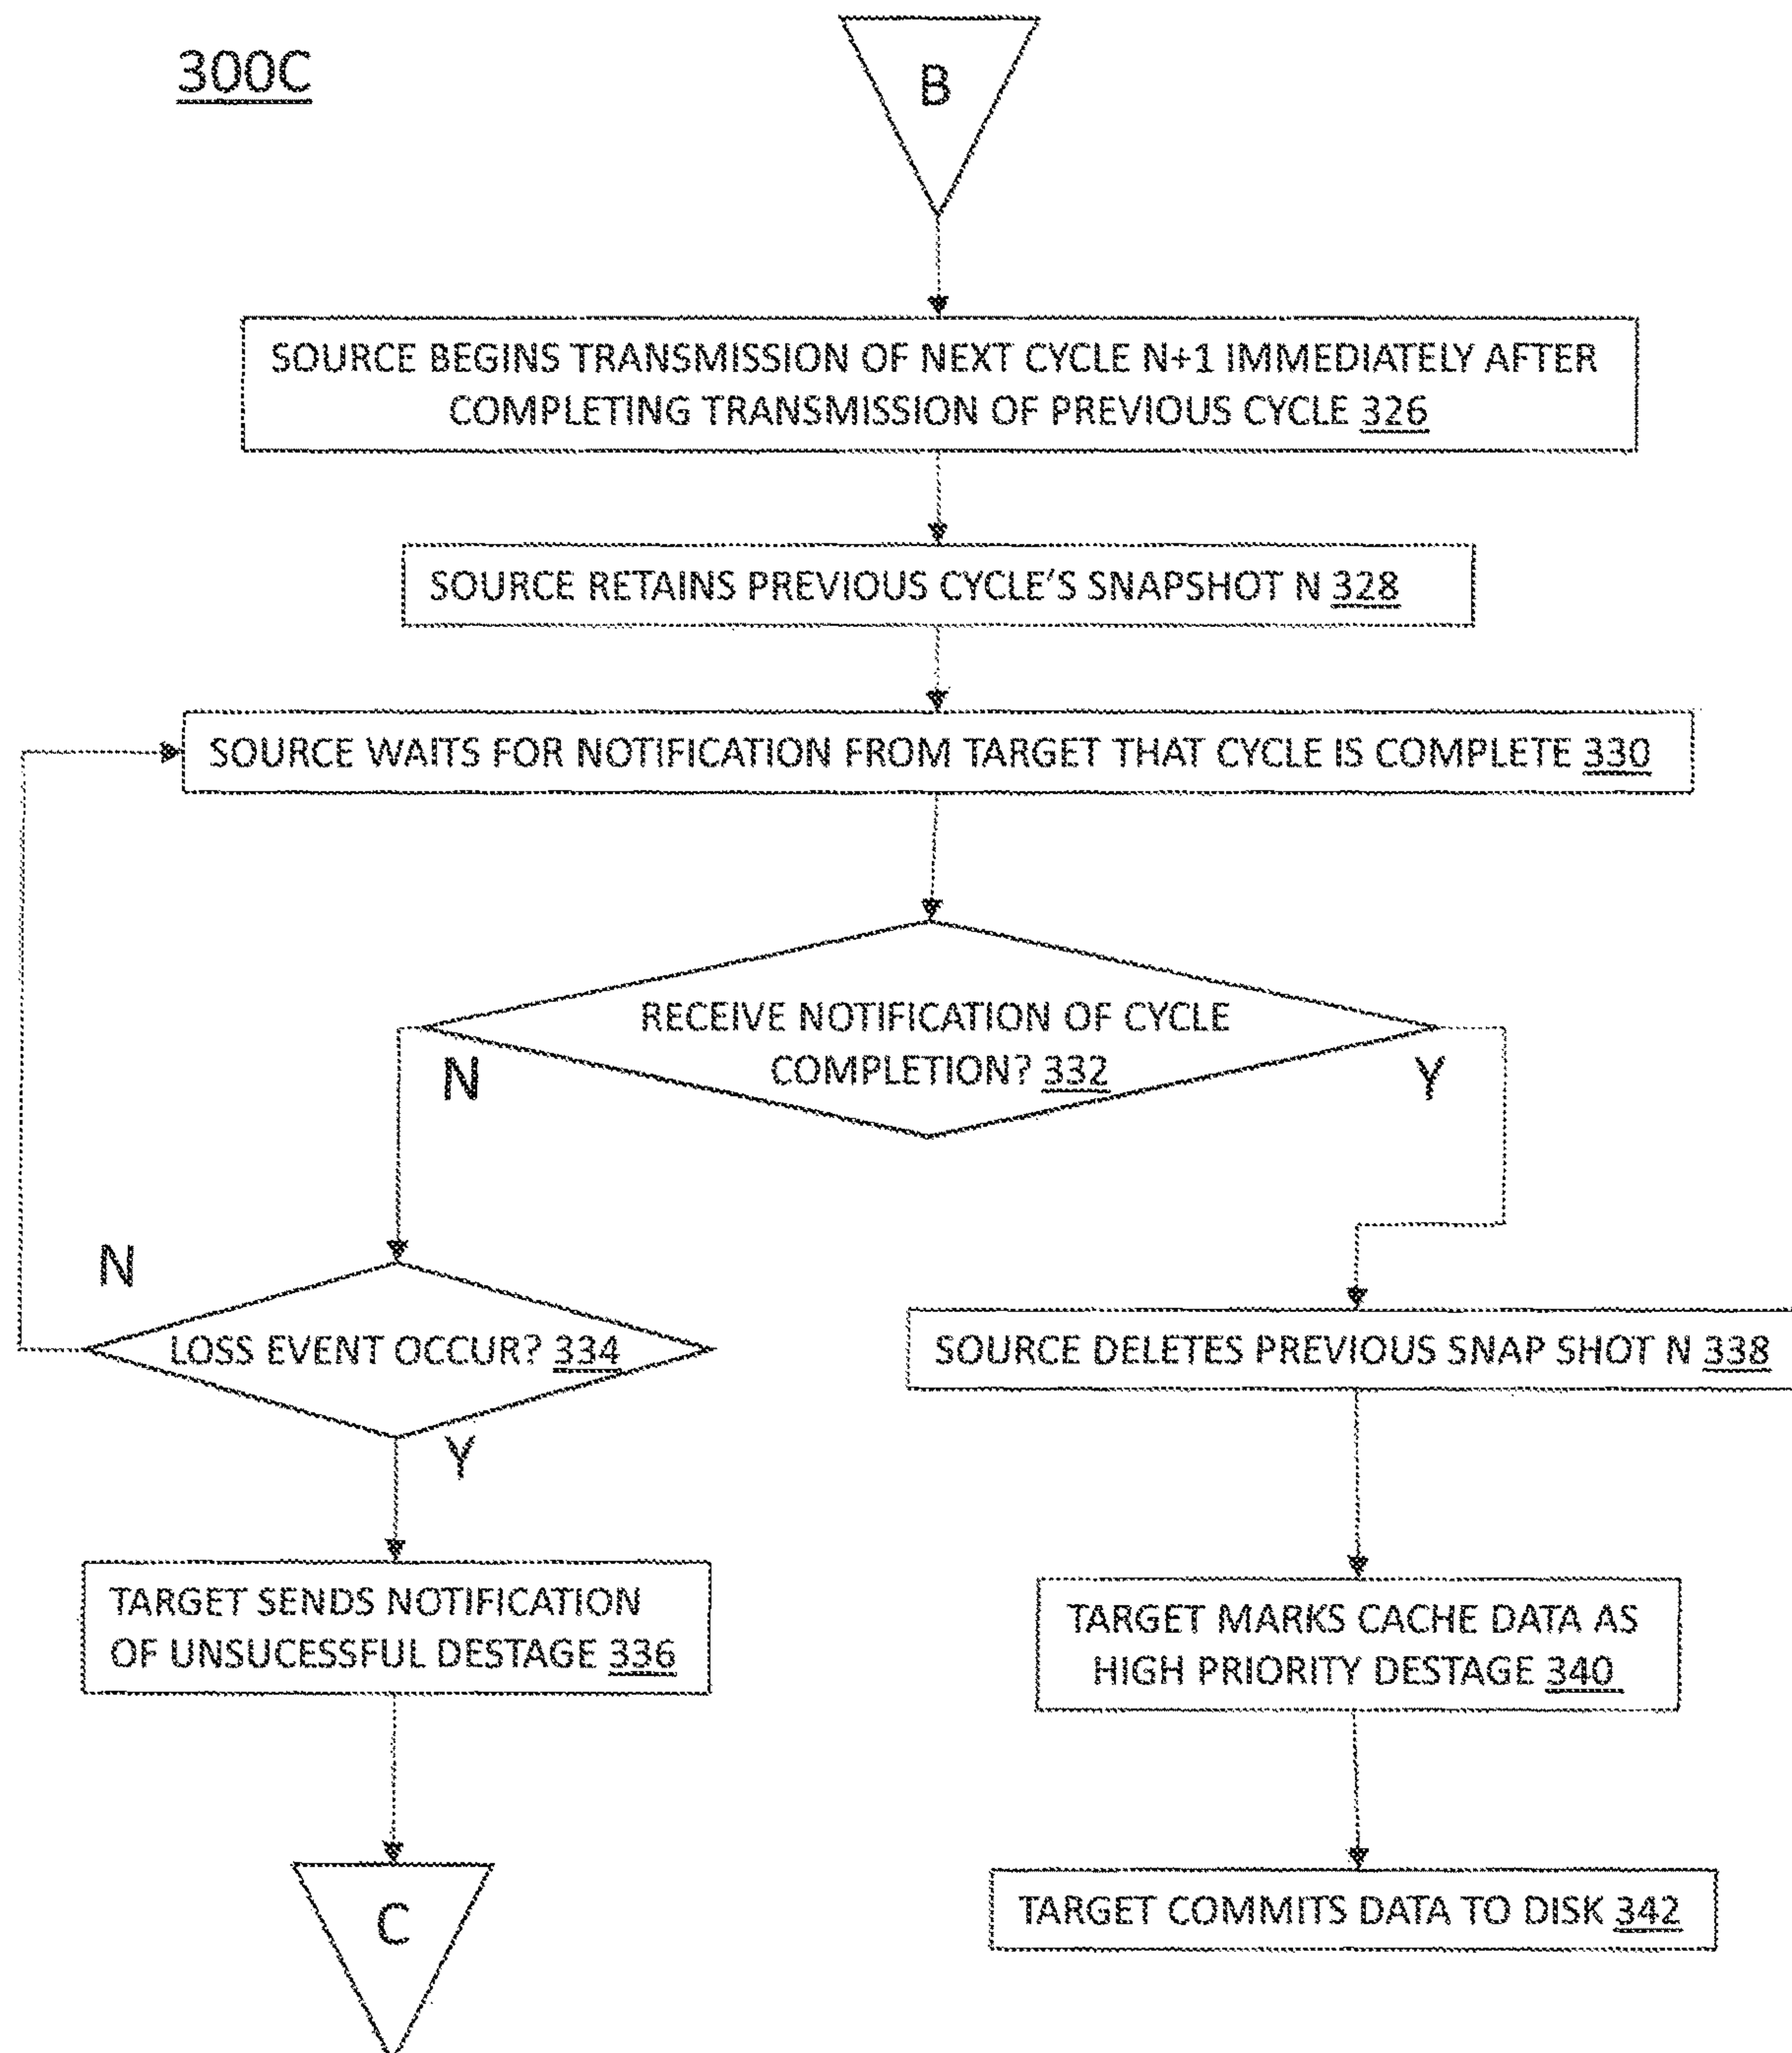 300C
B
SOURCE BEGINS TRANSMISSION OF NEXT CYCLE N+1 IMMEDIATELY AFTER
COMPLETING TRANSMISSION OF PREVIOUS CYCLE 326
SOURCE RETAINS PREVIOUS CYCLE'S SNAPSHOT N 328
SOURCE WAITS FOR NOTIFICATION FROM TARGET THAT CYCLE IS COMPLETE 330
RECEIVE NOTIFICATION OF CYCLE
COMPLETION? 332
N
Y
N
LOSS EVENT OCCUR? 334
Y
SOURCE DELETES PREVIOUS SNAP SHOT N 338
TARGET SENDS NOTIFICATION
OF UNSUCESSFUL DESTAGE 336
TARGET MARKS CACHE DATA AS
HIGH PRIORITY DESTAGE 340
C
TARGET COMMITS DATA TO DISK 342